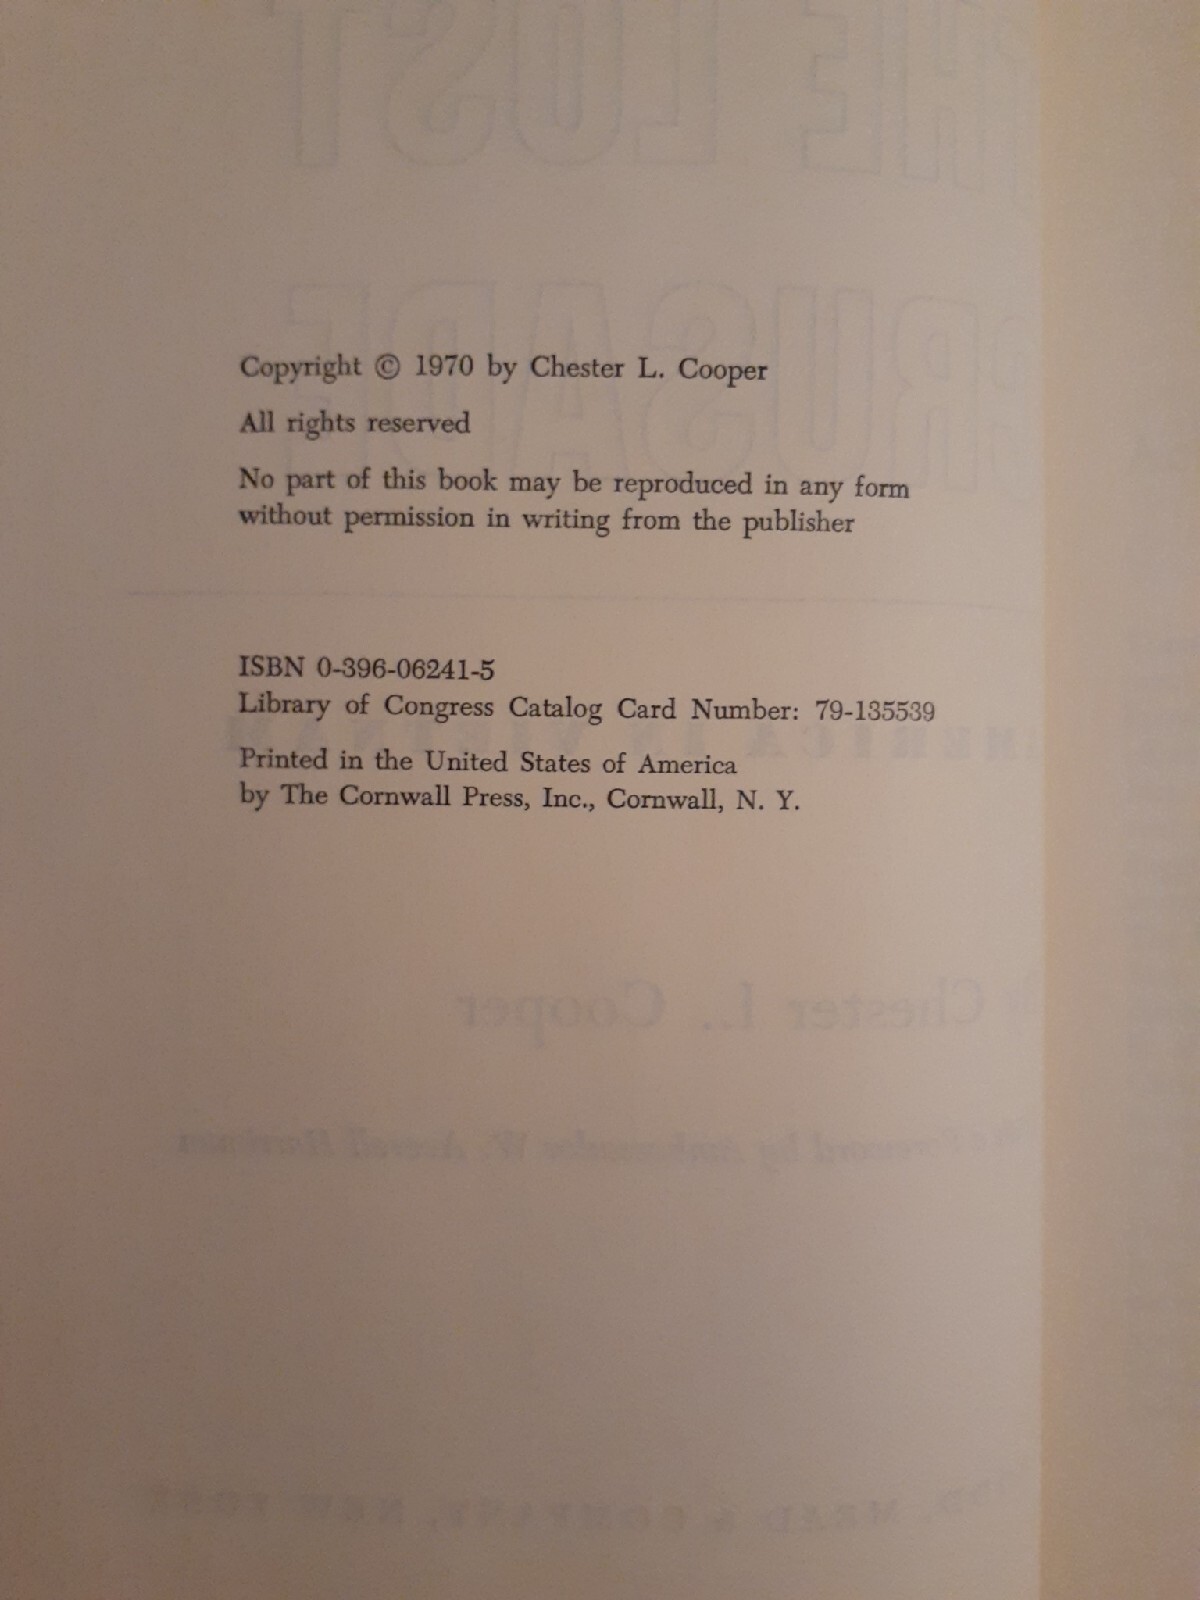 Copyright © 1970 by Chester L. Cooper
All rights reserved
No part of this book may be reproduced in any form
without permission in writing from the publisher
ISBN 0-396-06241-5
Library of Congress Catalog Card Number: 79-135539
Printed in the United States of America
by The Cornwall Press, Inc., Cornwall, N. Y.